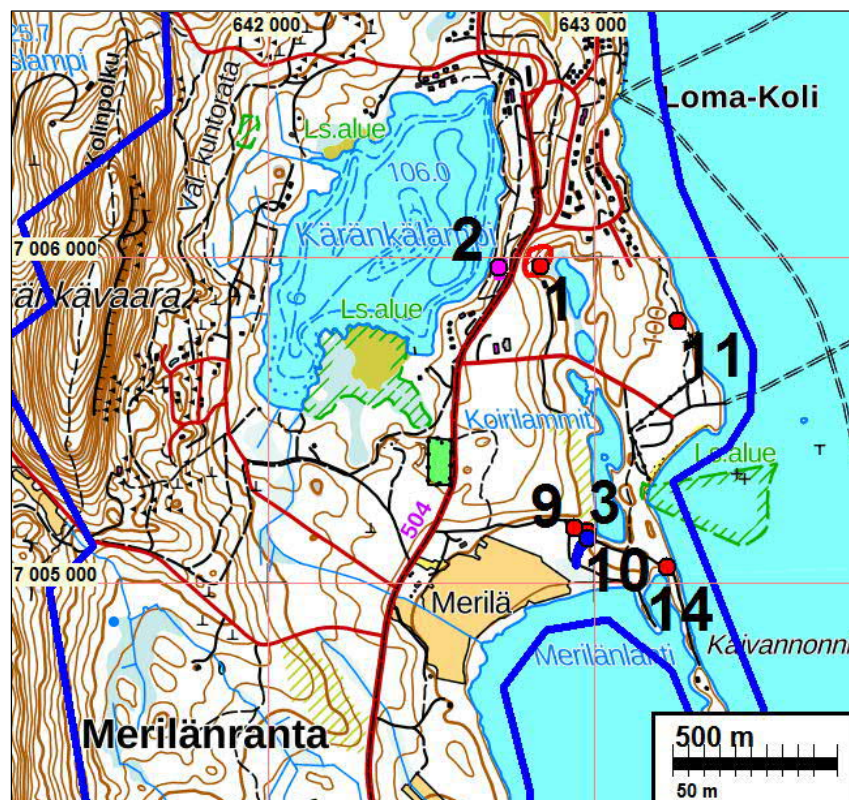 642 000
643 000
25.7
slampi
Kolinpolku
Väl. kuntorata
Ls.alue
106.0
Loma-Koli
7 006 000
Käränkälampi
2
1
änkävaara
Ls.alue
100
11
Koirilammit
Ls.alue
504
9
3
7 005 000
10
Merilä
14
Merilänlahti
Kaivannonni
Merilänranta
500 m
50 m